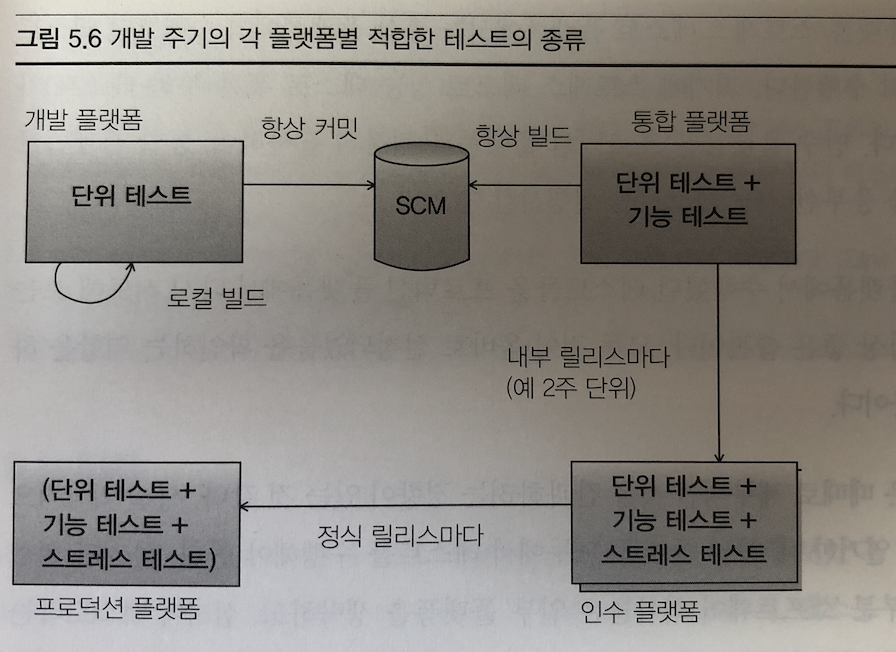 그림 5.6 개발 주기의 각 플랫폼별 적합한 테스트의 종류
개발 플랫폼
항상 커밋
항상 빌드
통합 플랫폼
단위 테스트
SCM
단위 테스트 +
기능 테스트
로컬 빌드
내부 릴리스마다
(예 2주 단위)
(단위 테스트 +
기능 테스트 +
스트레스 테스트)
정식 릴리스마다
단위 테스트 +
기능 테스트 +
스트레스 테스트
프로덕션 플랫폼
인수 플랫폼